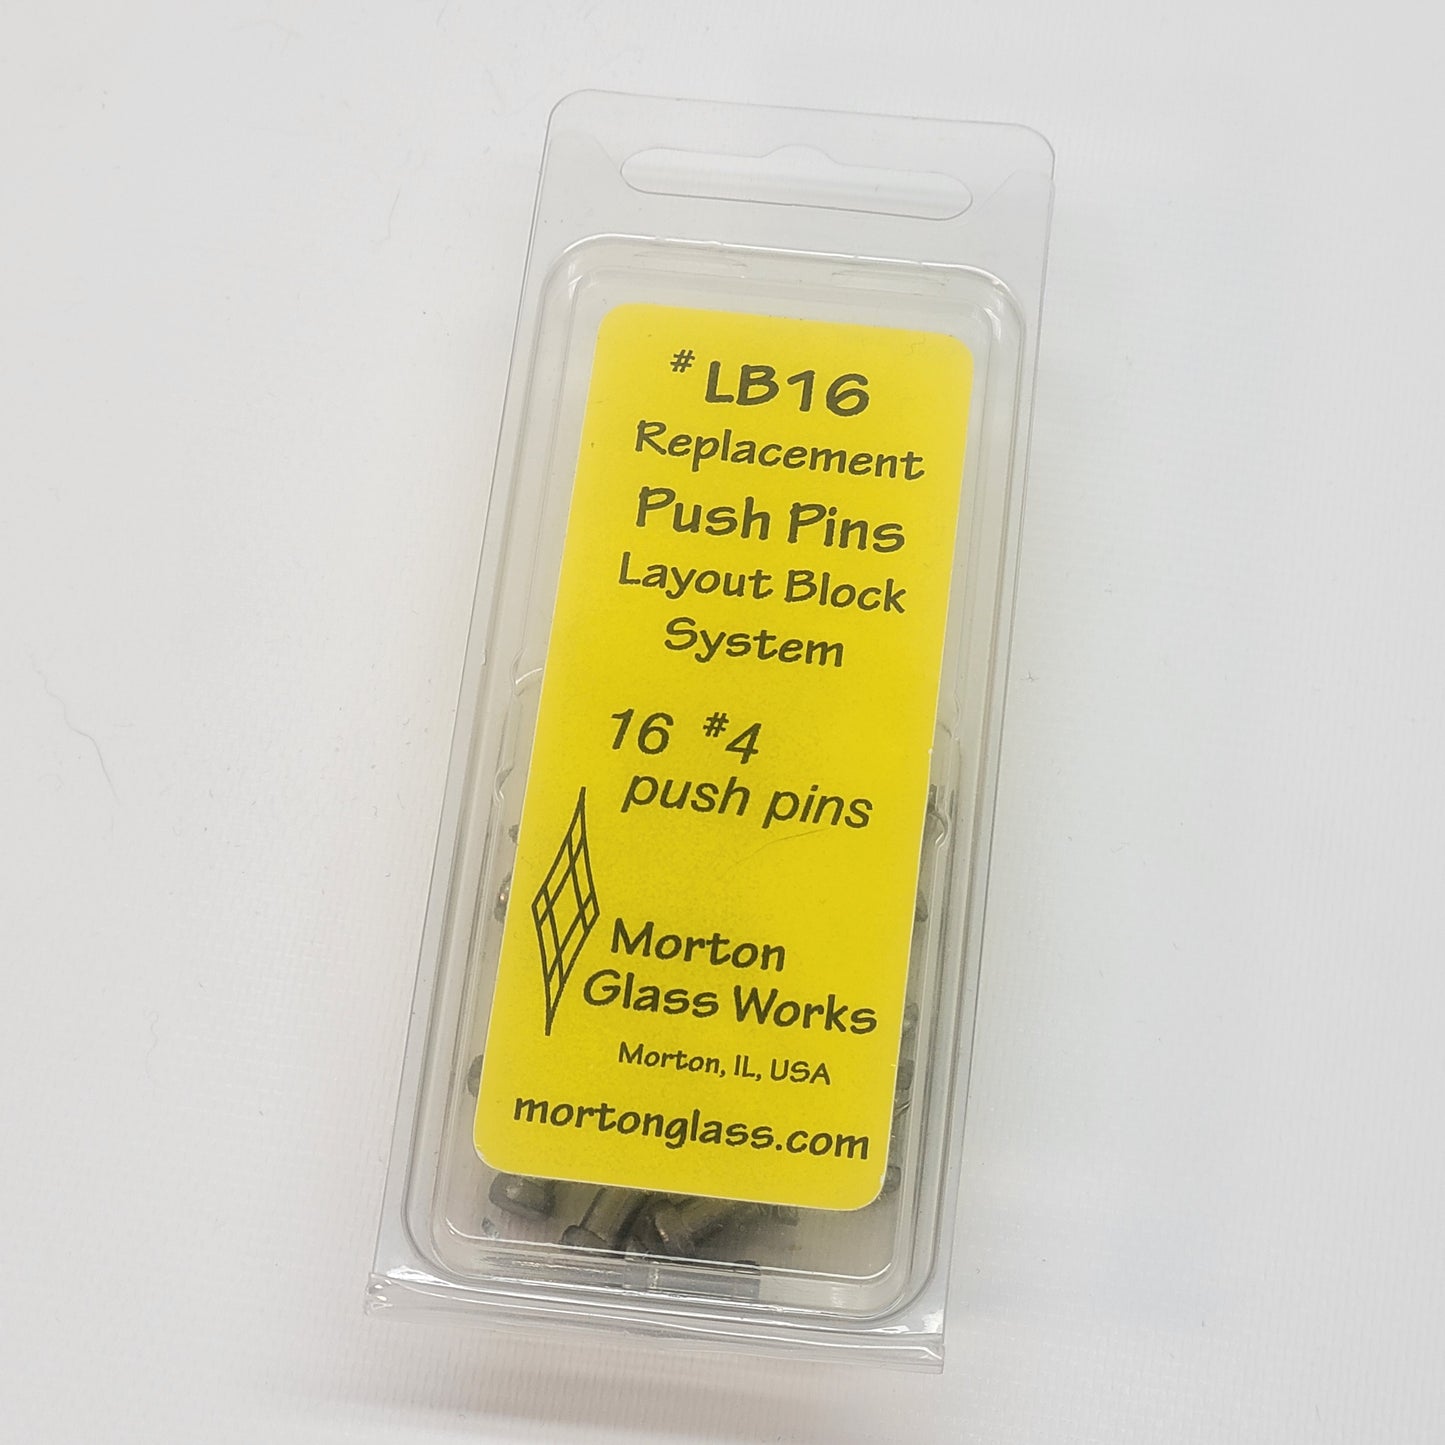 # LB16
Replacement
Push Pins
Layout Block
System
16 #4
push pins
Morton
Glass Works
Morton, IL, USA
mortonglass.com